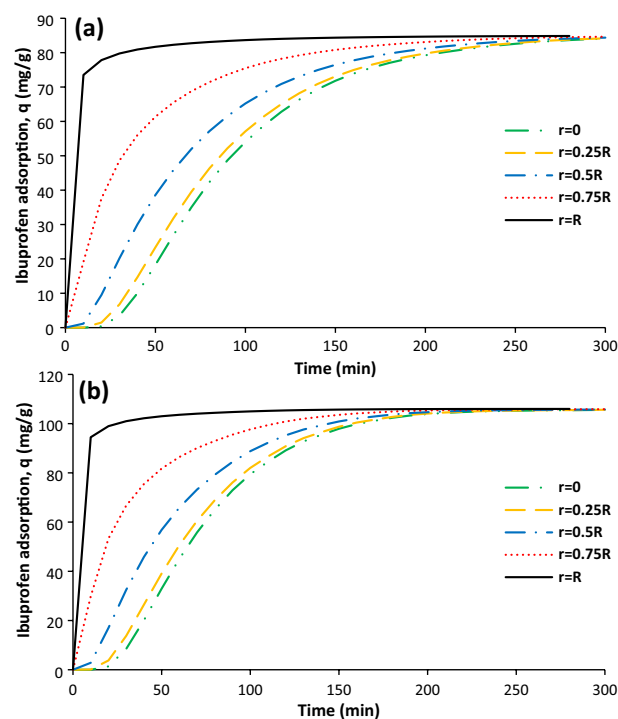 (a)
Ibuprofen adsorption, q (mg/g)
90
80
70
60
50
40
30
20
10
0
r=0
r=0.25R
r=0.5R
r=0.75R
r=R
0 50 100 150 200 250 300
Time (min)
(b)
Ibuprofen adsorption, q (mg/g)
120
100
80
60
40
20
0
r=0
r=0.25R
r=0.5R
r=0.75R
r=R
0 50 100 150 200 250 300
Time (min)